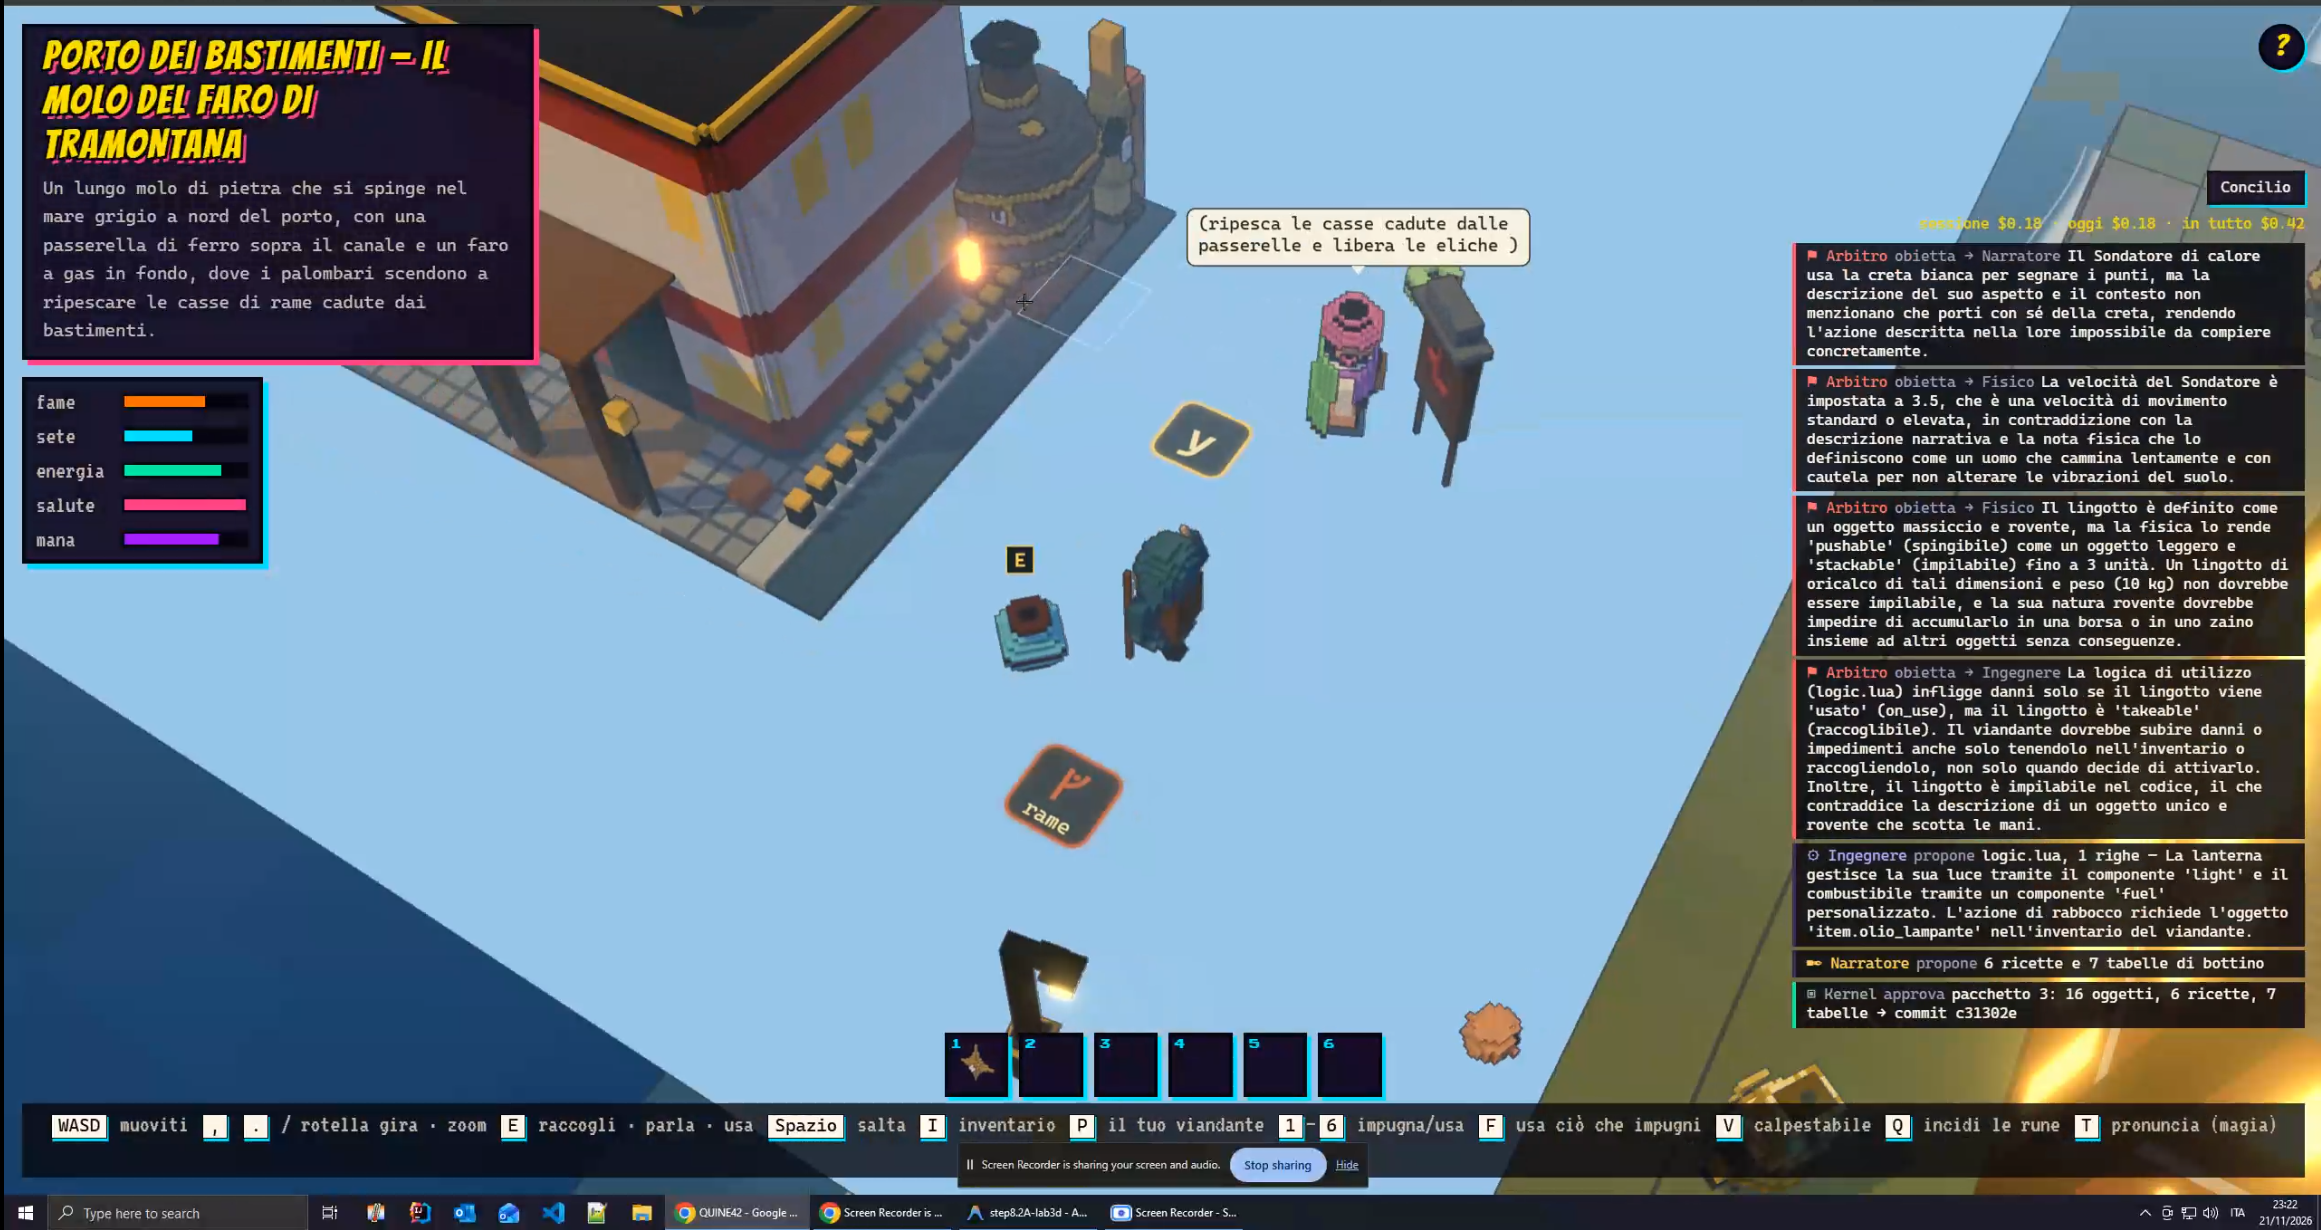 PORTO DEI BASTIMENTI – IL
MOLO DEL FARO DI
TRAMONTANA
Un lungo molo di pietra che si spinge nel
mare grigio a nord del porto, con una
passerella di ferro sopra il canale e un faro
a gas in fondo, dove i palombari scendono a
ripescare le casse di rame cadute dai
bastimenti.
fame
sete
energia
salute
mana
(ripesca le casse cadute dalle
passerelle e libera le eliche )
y
E
rame
?
Concilio
sessione $0.18 · oggi $0.18 · in tutto $0.42
Arbitro obietta → Narratore Il Sondatore di calore
usa la creta bianca per segnare i punti, ma la
descrizione del suo aspetto e il contesto non
menzionano che porti con sé della creta, rendendo
l'azione descritta nella lore impossibile da compiere
concretamente.
Arbitro obietta → Fisico La velocità del Sondatore è
impostata a 3.5, che è una velocità di movimento
standard o elevata, in contraddizione con la
descrizione narrativa e la nota fisica che lo
definiscono come un uomo che cammina lentamente e con
cautela per non alterare le vibrazioni del suolo.
Arbitro obietta → Fisico Il lingotto è definito come
un oggetto massiccio e rovente, ma la fisica lo rende
'pushable' (spingibile) come un oggetto leggero e
'stackable' (impilabile) fino a 3 unità. Un lingotto di
oricalco di tali dimensioni e peso (10 kg) non dovrebbe
essere impilabile, e la sua natura rovente dovrebbe
impedire di accumularlo in una borsa o in uno zaino
insieme ad altri oggetti senza conseguenze.
Arbitro obietta → Ingegnere La logica di utilizzo
(logic.lua) infligge danni solo se il lingotto viene
'usato' (on_use), ma il lingotto è 'takeable'
(raccoglibile). Il viandante dovrebbe subire danni o
impedimenti anche solo tenendolo nell'inventario o
raccogliendolo, non solo quando decide di attivarlo.
Inoltre, il lingotto è impilabile nel codice, il che
contraddice la descrizione di un oggetto unico e
rovente che scotta le mani.
Ingegnere propone logic.lua, 1 righe — La lanterna
gestisce la sua luce tramite il componente 'light' e il
combustibile tramite un componente 'fuel'
personalizzato. L'azione di rabbocco richiede l'oggetto
'item.olio_lampante' nell'inventario del viandante.
Narratore propone 6 ricette e 7 tabelle di bottino
Kernel approva pacchetto 3: 16 oggetti, 6 ricette, 7
tabelle → commit c31302e
1 2 3 4 5 6
WASD muoviti , . / rotella gira · zoom E raccogli · parla · usa Spazio salta I inventario P il tuo viandante 1-6 impugna/usa F usa ciò che impugni V calpestabile Q incidi le rune T pronuncia (magia)
Screen Recorder is sharing your screen and audio. Stop sharing Hide
Type here to search
QUINE42 - Google ...
Screen Recorder is ...
step8.2A-lab3d - A...
Screen Recorder - S...
ITA
23:22
21/11/2026